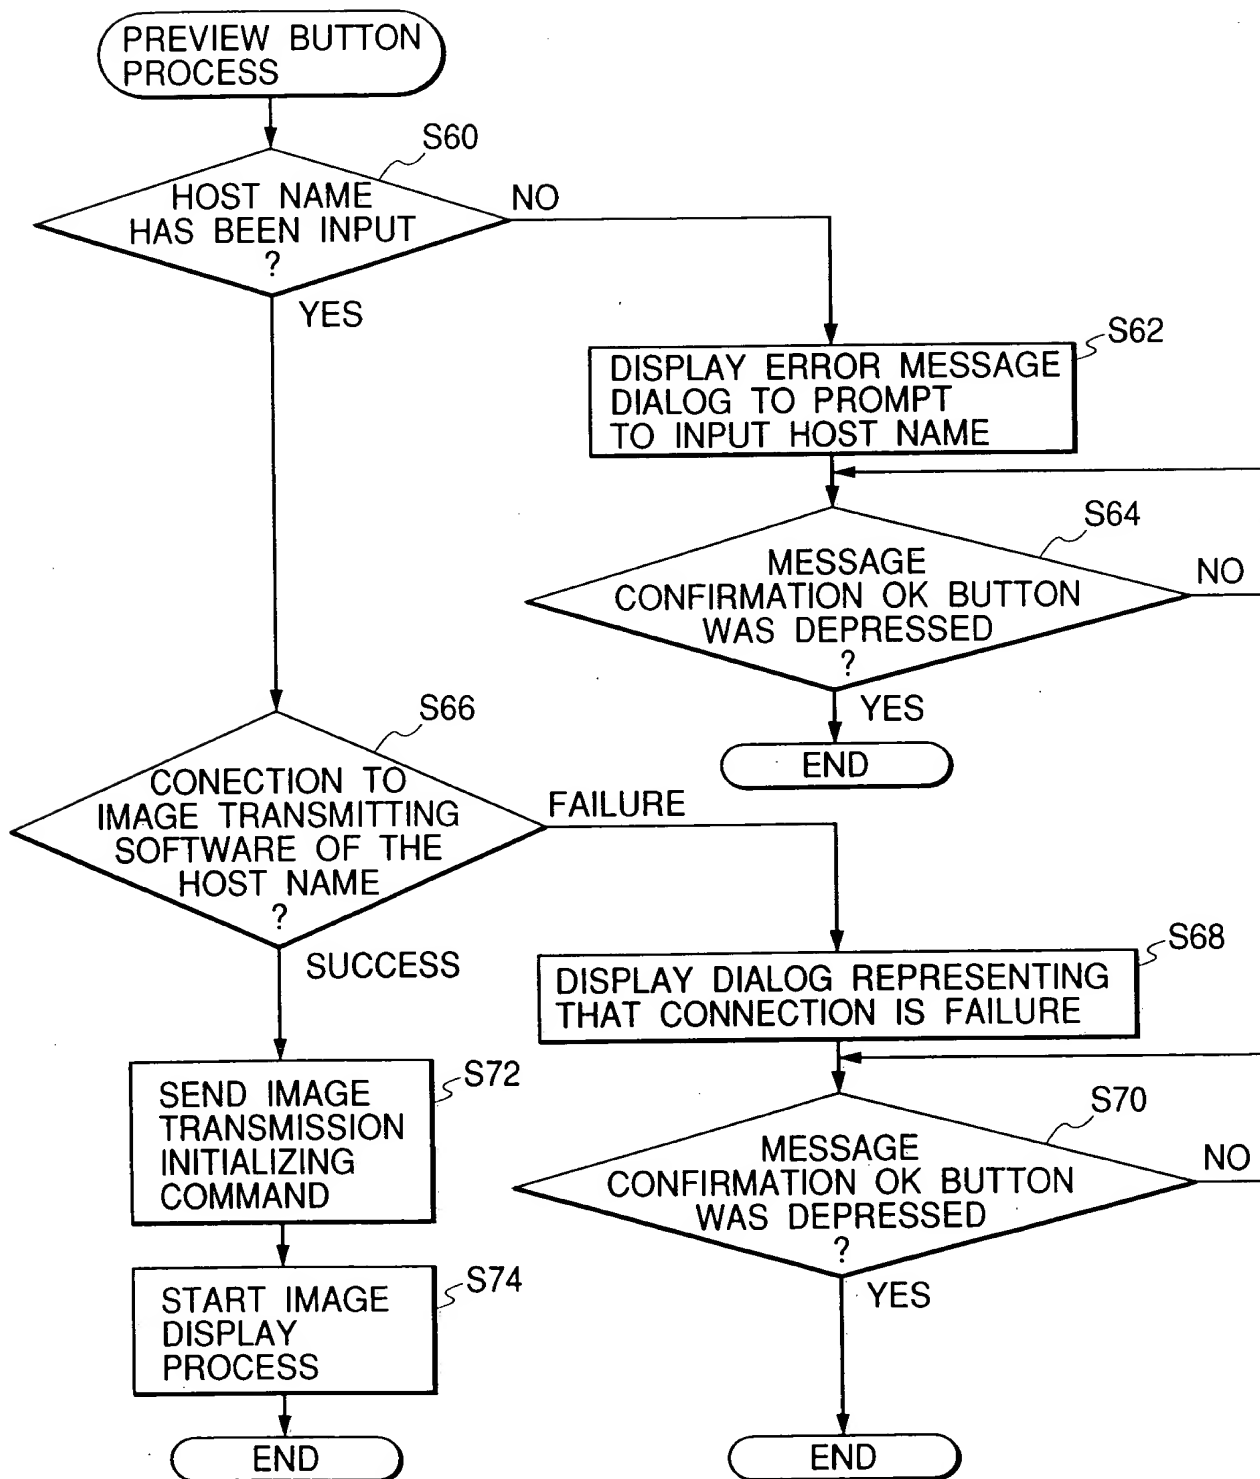 PREVIEW BUTTON
PROCESS
S60
HOST NAME
HAS BEEN INPUT
?
NO
YES
S62
DISPLAY ERROR MESSAGE
DIALOG TO PROMPT
TO INPUT HOST NAME
S64
MESSAGE
CONFIRMATION OK BUTTON
WAS DEPRESSED
?
NO
YES
END
S66
CONECTION TO
IMAGE TRANSMITTING
SOFTWARE OF THE
HOST NAME
?
FAILURE
SUCCESS
S68
DISPLAY DIALOG REPRESENTING
THAT CONNECTION IS FAILURE
S70
MESSAGE
CONFIRMATION OK BUTTON
WAS DEPRESSED
?
NO
YES
END
S72
SEND IMAGE
TRANSMISSION
INITIALIZING
COMMAND
S74
START IMAGE
DISPLAY
PROCESS
END